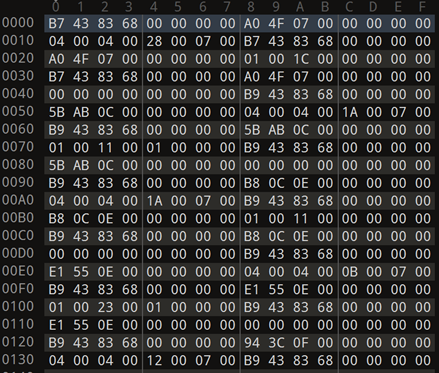 0 1 2 3 4 5 6 7 8 9 A B C D E F
0000 B7 43 83 68 00 00 00 00 A0 4F 07 00 00 00 00 00
0010 04 00 04 00 28 00 07 00 B7 43 83 68 00 00 00 00
0020 A0 4F 07 00 00 00 00 00 01 00 1C 00 00 00 00 00
0030 B7 43 83 68 00 00 00 00 A0 4F 07 00 00 00 00 00
0040 00 00 00 00 00 00 00 00 B9 43 83 68 00 00 00 00
0050 5B AB 0C 00 00 00 00 00 04 00 04 00 1A 00 07 00
0060 B9 43 83 68 00 00 00 00 5B AB 0C 00 00 00 00 00
0070 01 00 11 00 01 00 00 00 B9 43 83 68 00 00 00 00
0080 5B AB 0C 00 00 00 00 00 00 00 00 00 00 00 00 00
0090 B9 43 83 68 00 00 00 00 B8 0C 0E 00 00 00 00 00
00A0 04 00 04 00 1A 00 07 00 B9 43 83 68 00 00 00 00
00B0 B8 0C 0E 00 00 00 00 00 01 00 11 00 00 00 00 00
00C0 B9 43 83 68 00 00 00 00 B8 0C 0E 00 00 00 00 00
00D0 00 00 00 00 00 00 00 00 B9 43 83 68 00 00 00 00
00E0 E1 55 0E 00 00 00 00 00 04 00 04 00 0B 00 07 00
00F0 B9 43 83 68 00 00 00 00 E1 55 0E 00 00 00 00 00
0100 01 00 23 00 01 00 00 00 B9 43 83 68 00 00 00 00
0110 E1 55 0E 00 00 00 00 00 00 00 00 00 00 00 00 00
0120 B9 43 83 68 00 00 00 00 94 3C 0F 00 00 00 00 00
0130 04 00 04 00 12 00 07 00 B9 43 83 68 00 00 00 00